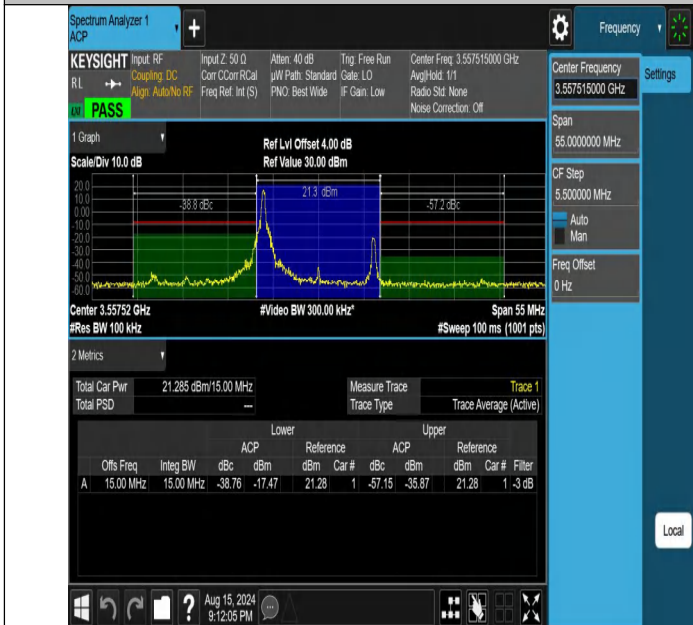 Spectrum Analyzer 1
ACP
+
Frequency
KEYSIGHT Input: RF Input Z: 50 Ω Atten: 40 dB Trig: Free Run Center Freq: 3.557515000 GHz
RL Coupling: DC Corr CCorr RCal µW Path: Standard Gate: LO Avg|Hold: 1/1
Align: Auto/No RF Freq Ref: Int (S) PNO: Best Wide IF Gain: Low Radio Std: None
LNI PASS Noise Correction: Off
Center Frequency
3.557515000 GHz
Settings
Span
55.0000000 MHz
CF Step
5.500000 MHz
Auto
Man
Freq Offset
0 Hz
Local
1 Graph
Ref Lvl Offset 4.00 dB
Scale/Div 10.0 dB Ref Value 30.00 dBm
20.0
10.0
0.00
-10.0
-20.0
-30.0
-40.0
-50.0
-60.0
-38.8 dBc 21.3 dBm -57.2 dBc
Center 3.55752 GHz #Video BW 300.00 kHz* Span 55 MHz
#Res BW 100 kHz #Sweep 100 ms (1001 pts)
2 Metrics
Total Car Pwr 21.285 dBm/15.00 MHz Measure Trace Trace 1
Total PSD --- Trace Type Trace Average (Active)
Lower Upper
ACP Reference ACP Reference
Offs Freq Integ BW dBc dBm dBm Car # dBc dBm dBm Car # Filter
A 15.00 MHz 15.00 MHz -38.76 -17.47 21.28 1 -57.15 -35.87 21.28 1 -3 dB
? Aug 15, 2024
9:12:05 PM